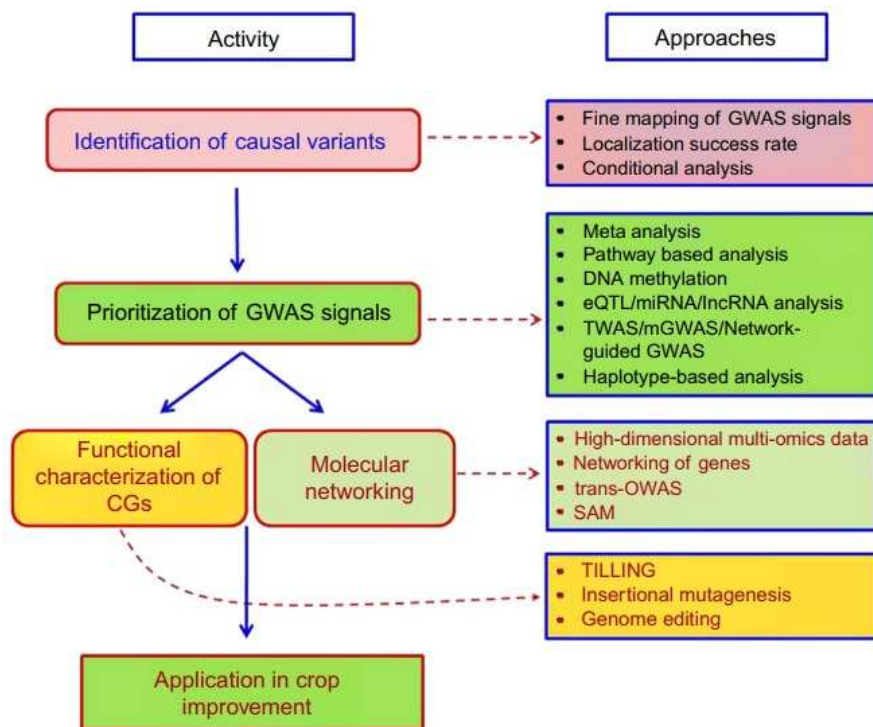 Activity
Approaches
Identification of causal variants
• Fine mapping of GWAS signals
• Localization success rate
• Conditional analysis
Prioritization of GWAS signals
• Meta analysis
• Pathway based analysis
• DNA methylation
• eQTL/miRNA/lncRNA analysis
• TWAS/mGWAS/Network-
guided GWAS
• Haplotype-based analysis
Functional
characterization of
CGs
Molecular
networking
• High-dimensional multi-omics data
• Networking of genes
• trans-OWAS
• SAM
• TILLING
• Insertional mutagenesis
• Genome editing
Application in crop
improvement